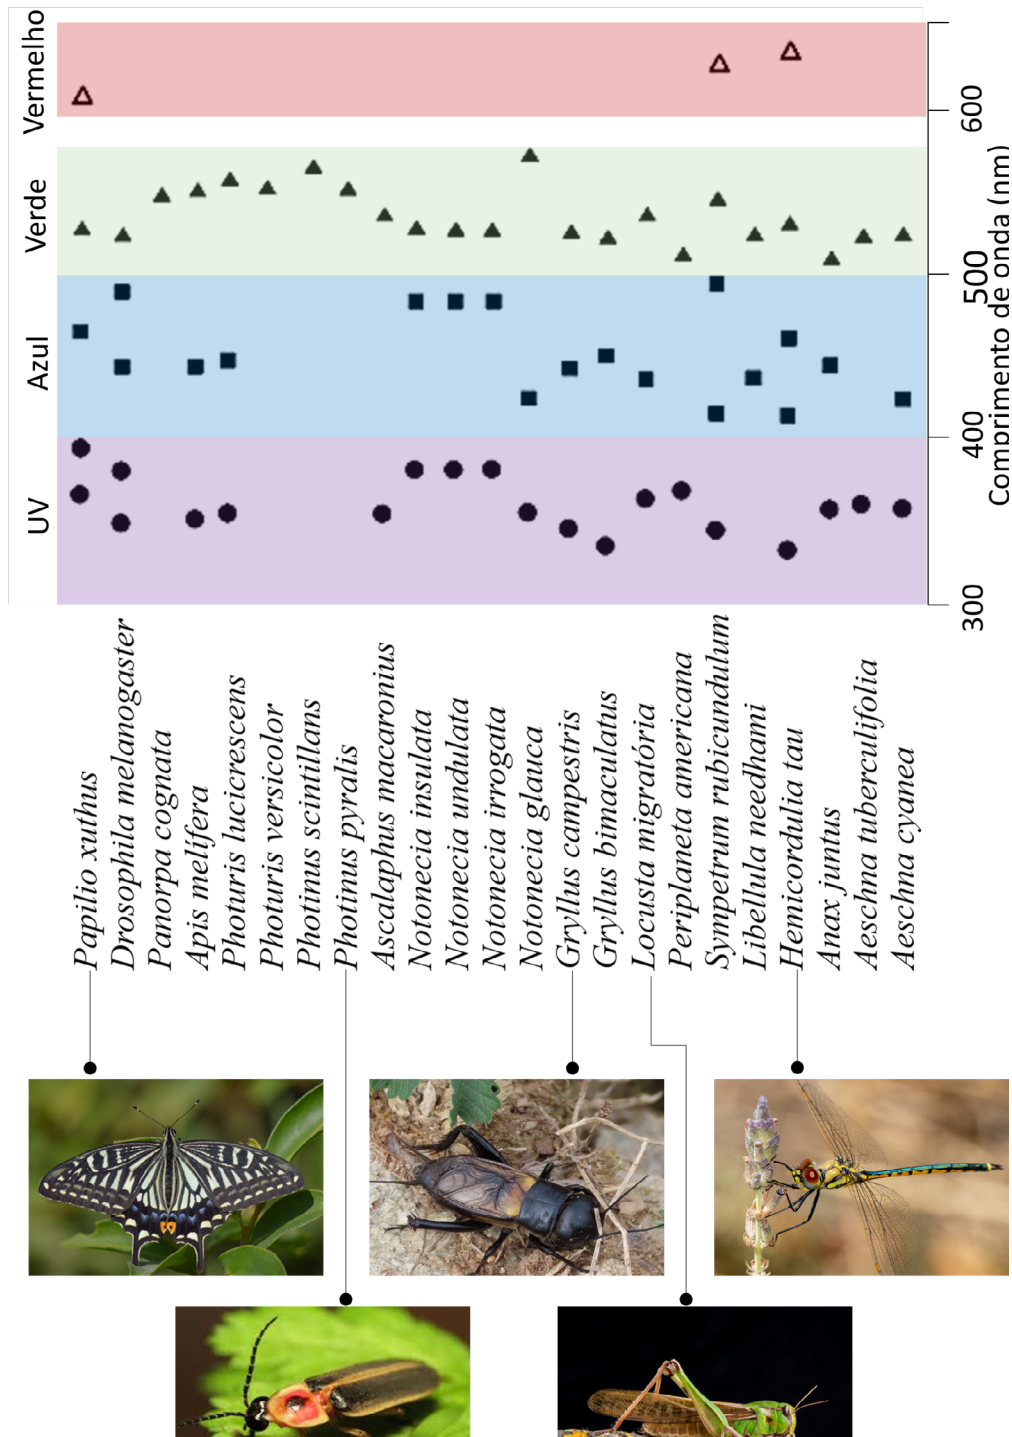 Vermelho
Verde
Azul
UV
600
500
400
300
Comprimento de onda (nm)
Papilio xuthus
Drosophila melanogaster
Panorpa cognata
Apis melífera
Photuris lucicrescens
Photuris versicolor
Photinus scintillans
Photinus pyralis
Ascalaphus macaronius
Notonecia insulata
Notonecia undulata
Notonecia irrogata
Notonecia glauca
Gryllus campestris
Gryllus bimaculatus
Locusta migratória
Periplaneta americana
Sympetrum rubicundulum
Libellula needhami
Hemicordulia tau
Anax juntus
Aeschna tuberculifolia
Aeschna cyanea